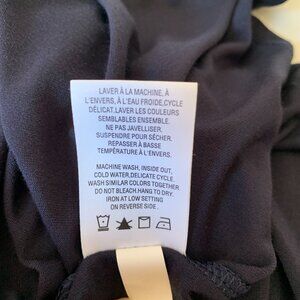 LAVER À LA MACHINE, À
L'ENVERS, À L'EAU FROIDE,CYCLE
DÉLICAT.LAVER LES COULEURS
SEMBLABLES ENSEMBLE.
NE PAS JAVELLISER.
SUSPENDRE POUR SÉCHER.
REPASSER À BASSE
TEMPÉRATURE À L'ENVERS.
MACHINE WASH, INSIDE OUT,
COLD WATER,DELICATE CYCLE.
WASH SIMILAR COLORS TOGETHER
DO NOT BLEACH.HANG TO DRY.
IRON AT LOW SETTING
ON REVERSE SIDE.